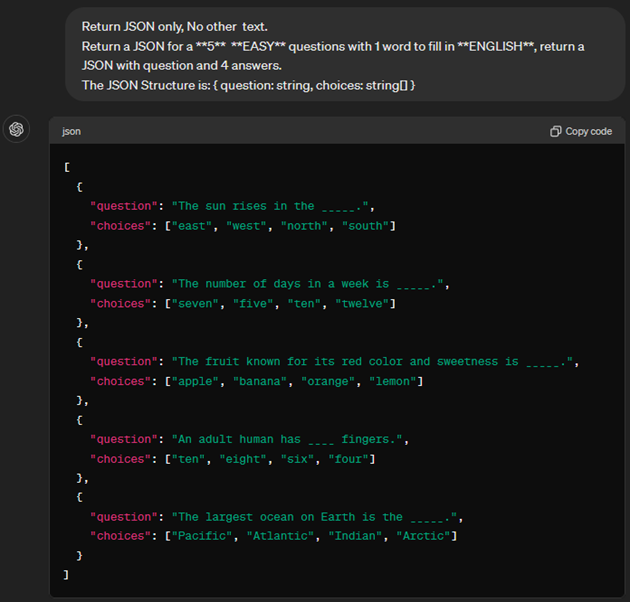 Return JSON only, No other text.
Return a JSON for a **5** **EASY** questions with 1 word to fill in **ENGLISH**, return a
JSON with question and 4 answers.
The JSON Structure is: { question: string, choices: string[] }
json
Copy code
[
{
"question": "The sun rises in the _____.",
"choices": ["east", "west", "north", "south"]
},
{
"question": "The number of days in a week is _____.",
"choices": ["seven", "five", "ten", "twelve"]
},
{
"question": "The fruit known for its red color and sweetness is _____.",
"choices": ["apple", "banana", "orange", "lemon"]
},
{
"question": "An adult human has ____ fingers.",
"choices": ["ten", "eight", "six", "four"]
},
{
"question": "The largest ocean on Earth is the _____.",
"choices": ["Pacific", "Atlantic", "Indian", "Arctic"]
}
]